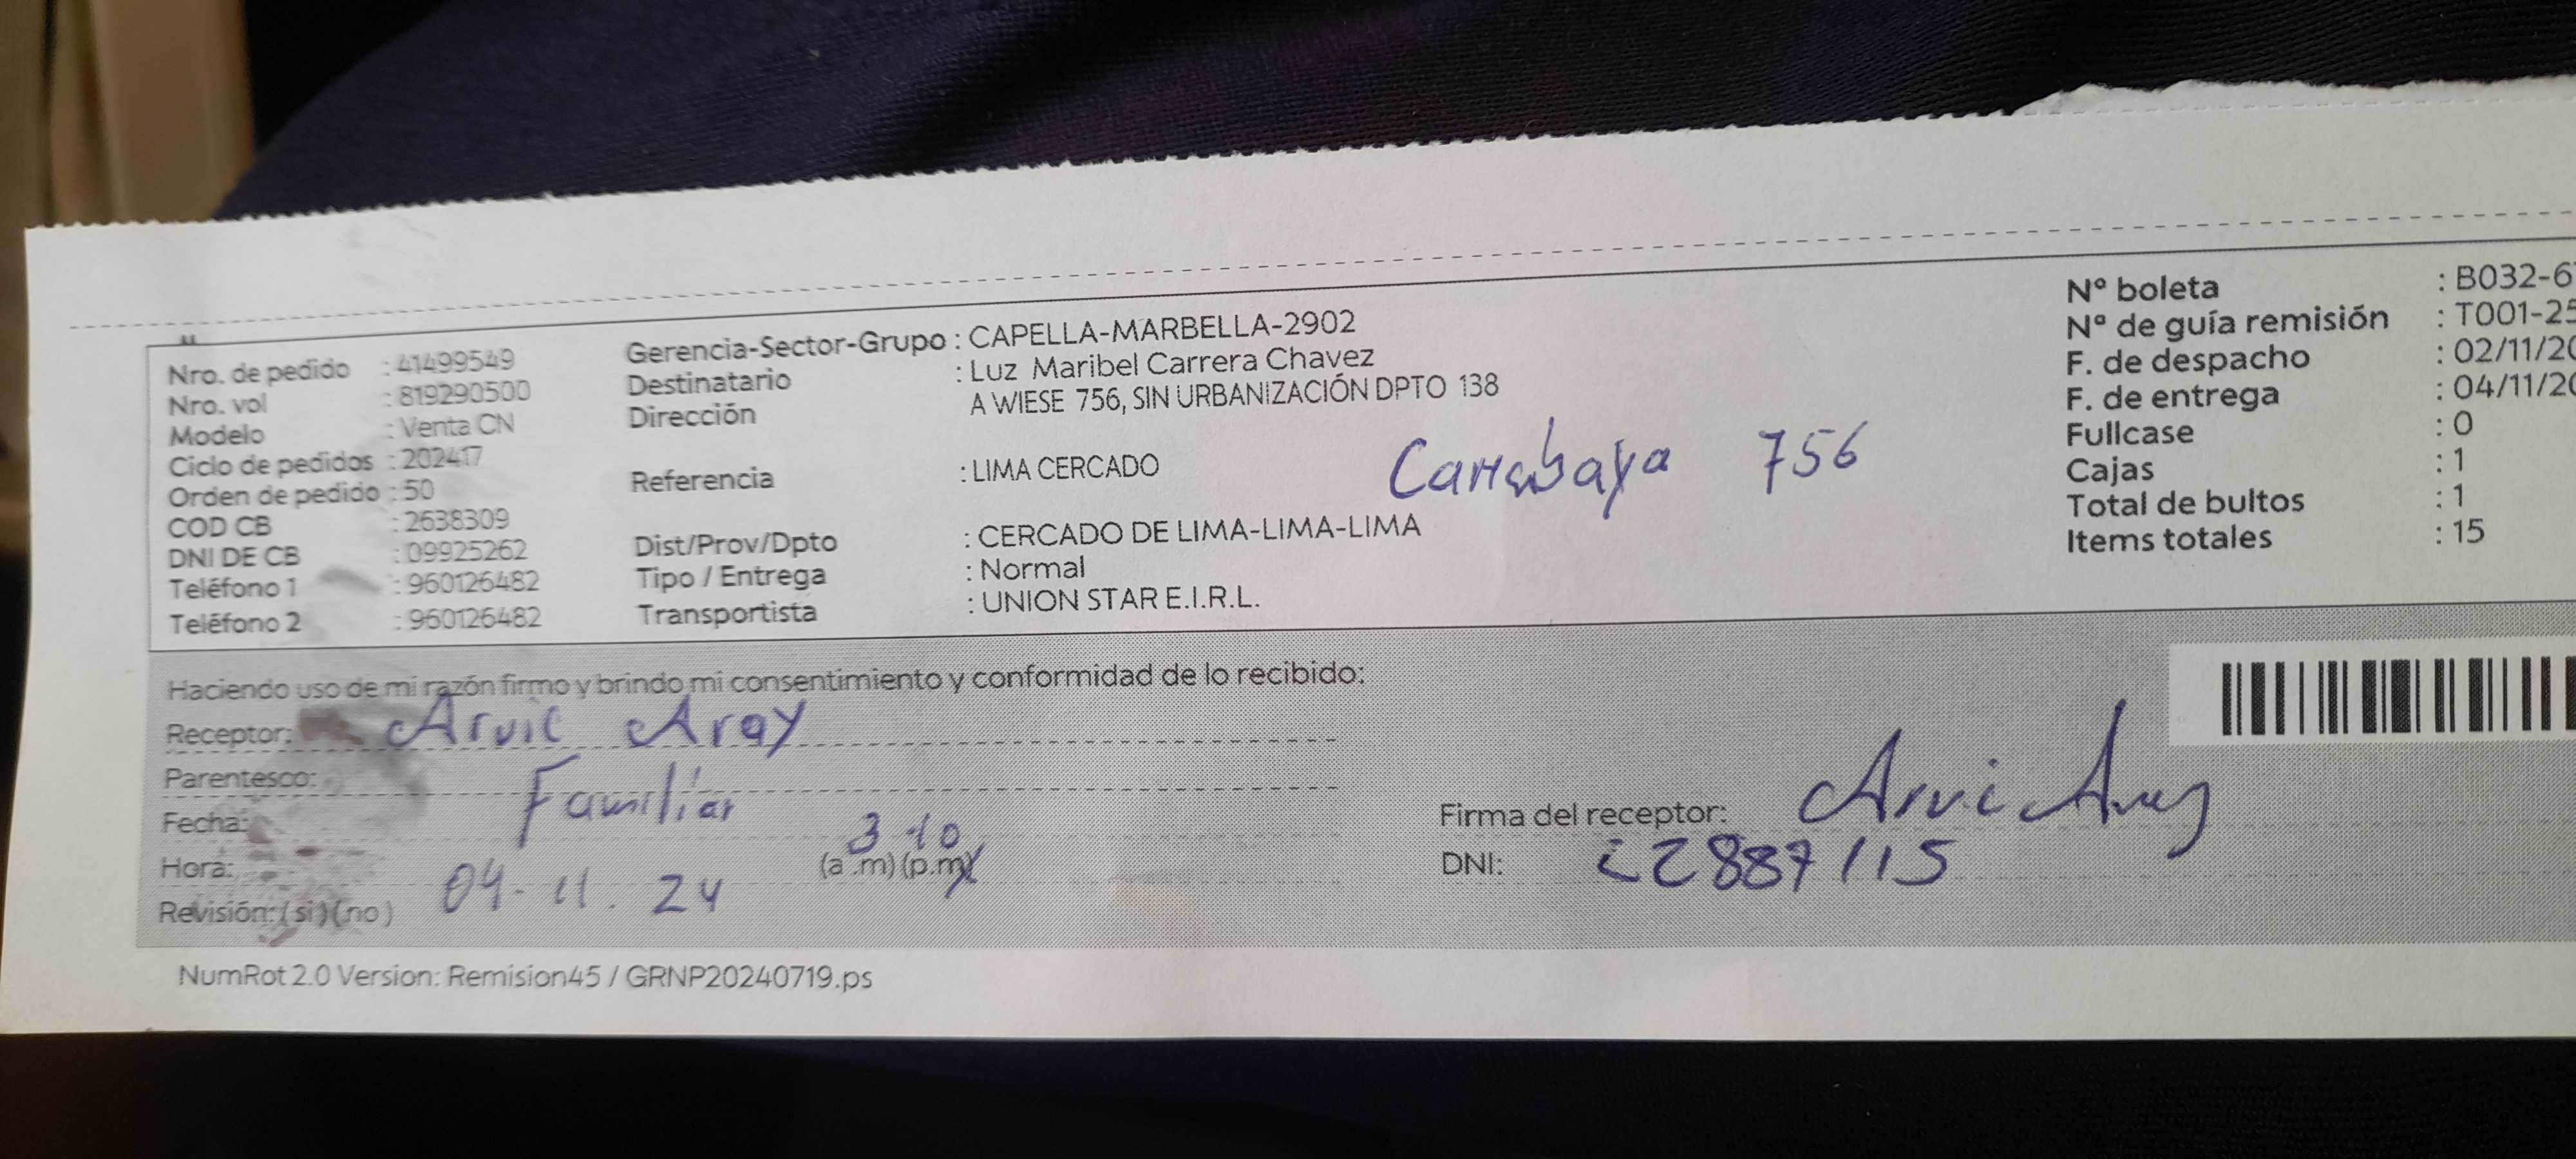 Nro. de pedido : 41499549
Nro. vol : 819290500
Modelo : Venta CN
Ciclo de pedidos : 202417
Orden de pedido : 50
COD CB : 2638309
DNI DE CB : 09925262
Teléfono 1 : 960126482
Teléfono 2 : 960126482
Gerencia-Sector-Grupo : CAPELLA-MARBELLA-2902
Destinatario : Luz Maribel Carrera Chavez
Dirección A WIESE 756, SIN URBANIZACIÓN DPTO 138
Referencia : LIMA CERCADO
756
Dist/Prov/Dpto : CERCADO DE LIMA-LIMA-LIMA
Tipo / Entrega : Normal
Transportista : UNION STAR E.I.R.L.
Nº boleta : B032-6
Nº de guía remisión : T001-25
F. de despacho : 02/11/20
F. de entrega : 04/11/20
Fullcase : 0
Cajas : 1
Total de bultos : 1
Items totales : 15
Haciendo uso de mi razón firmo y brindo mi consentimiento y conformidad de lo recibido:
Receptor: Arvic Aray
Parentesco: Familiar
Fecha:
3 10
Hora: (a .m) (p.m)
04-11.24
Revisión: (si) (no)
Firma del receptor:
DNI: 22887115
NumRot 2.0 Version: Remision45 / GRNP20240719.ps